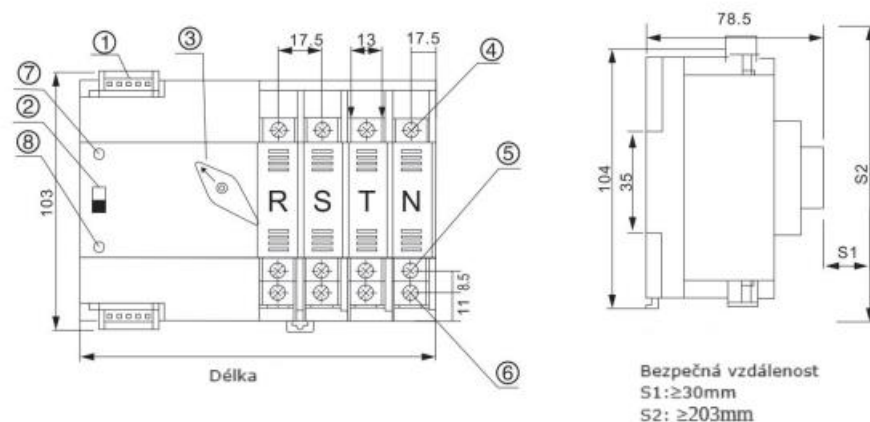 ① ③ 17.5 13 17.5 ④
⑦
②
⑧
103
R S T N
⑤
8.5
11
⑥
Délka
78.5
104
35
S2
S1
Bezpečná vzdálenost
S1:≥30mm
S2: ≥203mm